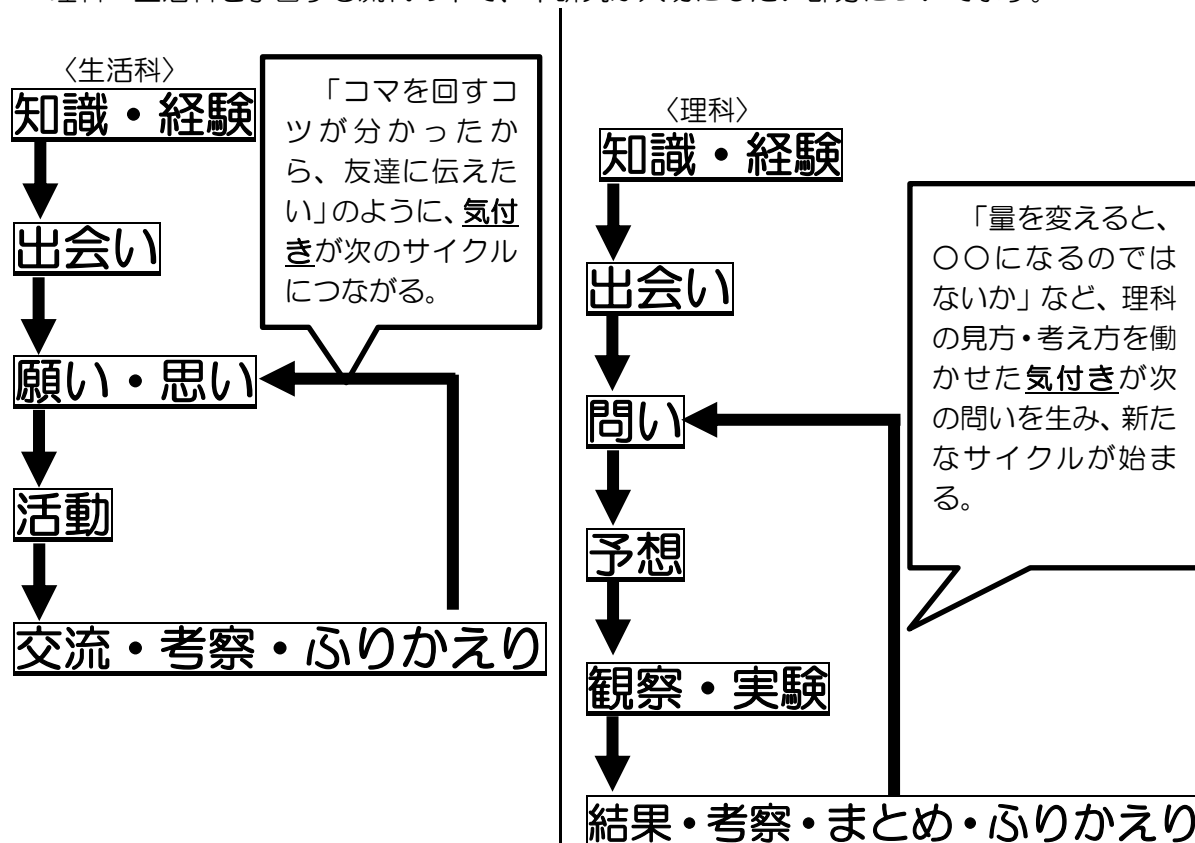 〈生活科〉
知識・経験
出会い
願い・思い
活動
交流・考察・ふりかえり
「コマを回すコ
ツが分かったか
ら、友達に伝えた
い」のように、気付
きが次のサイクル
につながる。
〈理科〉
知識・経験
出会い
問い
予想
観察・実験
結果・考察・まとめ・ふりかえり
「量を変えると、
〇〇になるのでは
ないか」など、理科
の見方・考え方を働
かせた気付きが次
の問いを生み、新た
なサイクルが始ま
る。